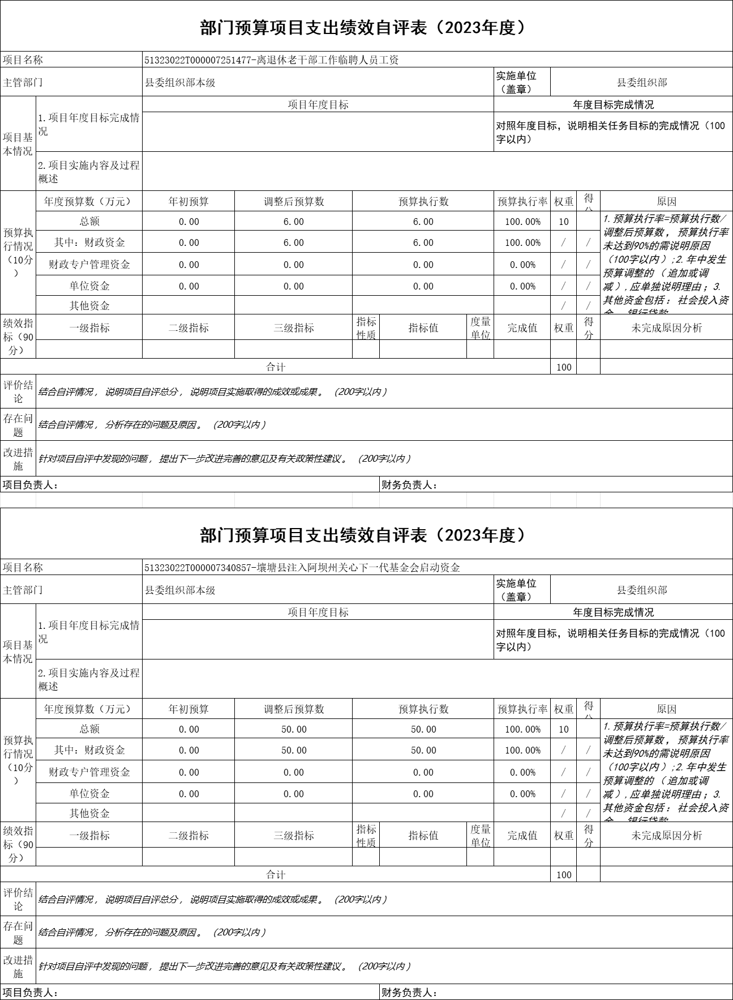 部门预算项目支出绩效自评表（2023年度）
项目名称 51323022T000007251477-离退休老干部工作临聘人员工资
主管部门 县委组织部本级 实施单位（盖章） 县委组织部
项目基本情况 1.项目年度目标完成情况 项目年度目标 年度目标完成情况
对照年度目标，说明相关任务目标的完成情况（100字以内）
2.项目实施内容及过程概述
预算执行情况（10分） 年度预算数（万元） 年初预算 调整后预算数 预算执行数 预算执行率 权重 得分 原因
总额 0.00 6.00 6.00 100.00% 10
其中：财政资金 0.00 6.00 6.00 100.00% / /
财政专户管理资金 0.00 0.00 0.00 0.00% / /
单位资金 0.00 0.00 0.00 0.00% / /
其他资金 / /
1.预算执行率=预算执行数/
调整后预算数，预算执行率
未达到90%的需说明原因
（100字以内）;2.年中发生
预算调整的（追加或调
减）,应单独说明理由；3.
其他资金包括：社会投入资
金、银行贷款
绩效指标（90分） 一级指标 二级指标 三级指标 指标性质 指标值 度量单位 完成值 权重 得分 未完成原因分析
合计 100
评价结论 结合自评情况，说明项目自评总分，说明项目实施取得的成效或成果。（200字以内）
存在问题 结合自评情况，分析存在的问题及原因。（200字以内）
改进措施 针对项目自评中发现的问题，提出下一步改进完善的意见及有关政策性建议。（200字以内）
项目负责人： 财务负责人：
部门预算项目支出绩效自评表（2023年度）
项目名称 51323022T000007340857-壤塘县注入阿坝州关心下一代基金会启动资金
主管部门 县委组织部本级 实施单位（盖章） 县委组织部
项目基本情况 1.项目年度目标完成情况 项目年度目标 年度目标完成情况
对照年度目标，说明相关任务目标的完成情况（100字以内）
2.项目实施内容及过程概述
预算执行情况（10分） 年度预算数（万元） 年初预算 调整后预算数 预算执行数 预算执行率 权重 得分 原因
总额 0.00 50.00 50.00 100.00% 10
其中：财政资金 0.00 50.00 50.00 100.00% / /
财政专户管理资金 0.00 0.00 0.00 0.00% / /
单位资金 0.00 0.00 0.00 0.00% / /
其他资金 / /
1.预算执行率=预算执行数/
调整后预算数，预算执行率
未达到90%的需说明原因
（100字以内）;2.年中发生
预算调整的（追加或调
减）,应单独说明理由；3.
其他资金包括：社会投入资
金、银行贷款
绩效指标（90分） 一级指标 二级指标 三级指标 指标性质 指标值 度量单位 完成值 权重 得分 未完成原因分析
合计 100
评价结论 结合自评情况，说明项目自评总分，说明项目实施取得的成效或成果。（200字以内）
存在问题 结合自评情况，分析存在的问题及原因。（200字以内）
改进措施 针对项目自评中发现的问题，提出下一步改进完善的意见及有关政策性建议。（200字以内）
项目负责人： 财务负责人：